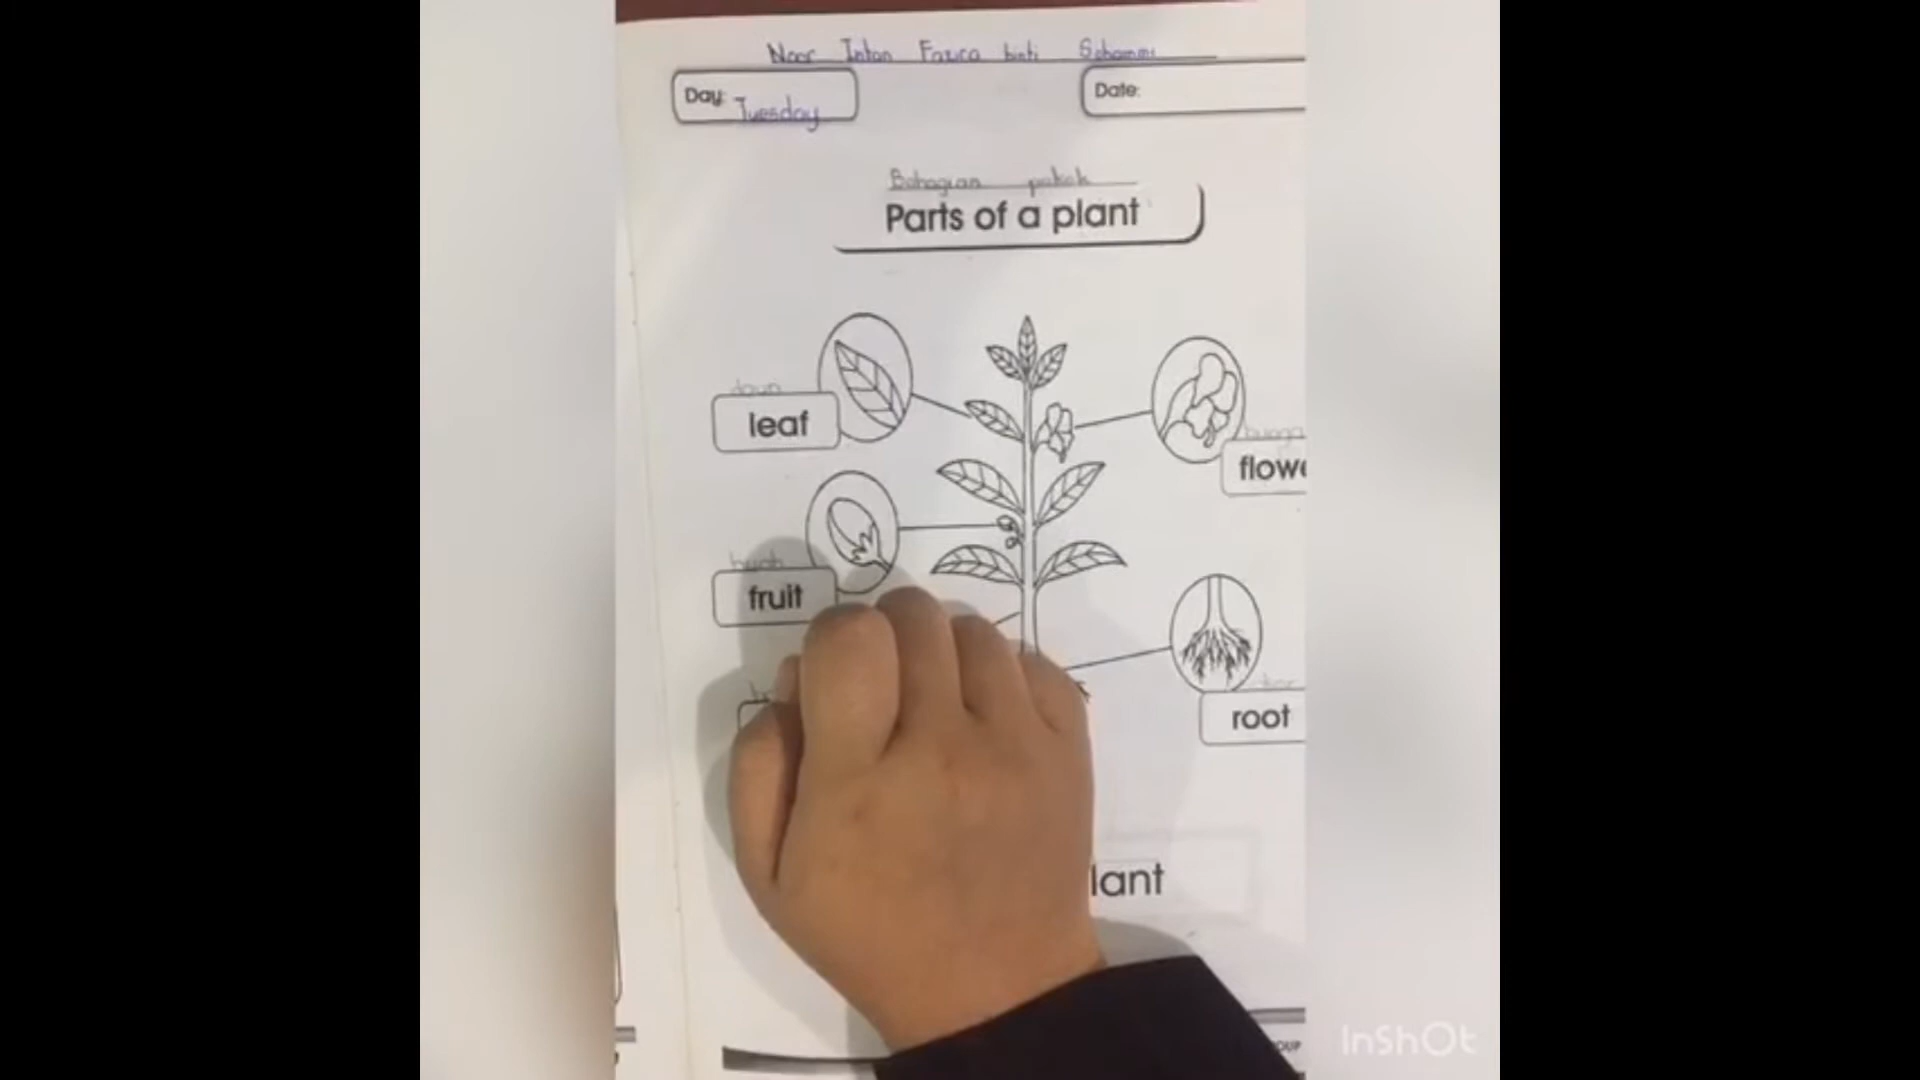 Noor Intan Fazira binti
Day: Tuesday
Date:
Bahagian pokok
Parts of a plant
daun
leaf
bunga
flowe
buah
fruit
root
lant
InShOt